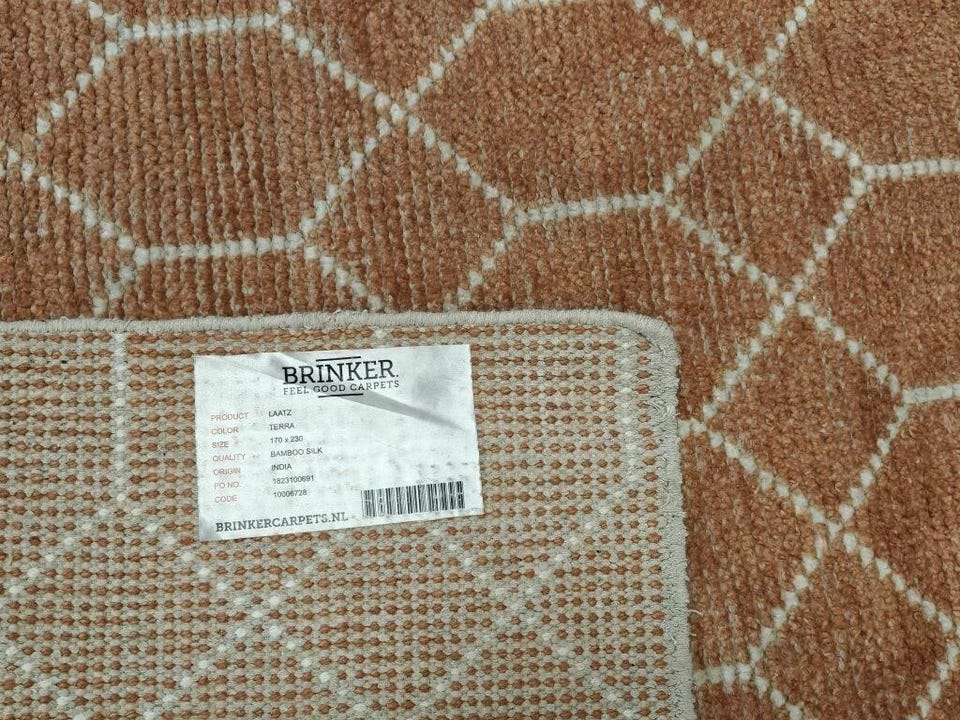 BRINKER.
FEEL GOOD CARPETS
PRODUCT LAATZ
COLOR TERRA
SIZE 170 x 230
QUALITY BAMBOO SILK
ORIGIN INDIA
PO NO. 1823100691
CODE 10006728
BRINKERCARPETS.NL